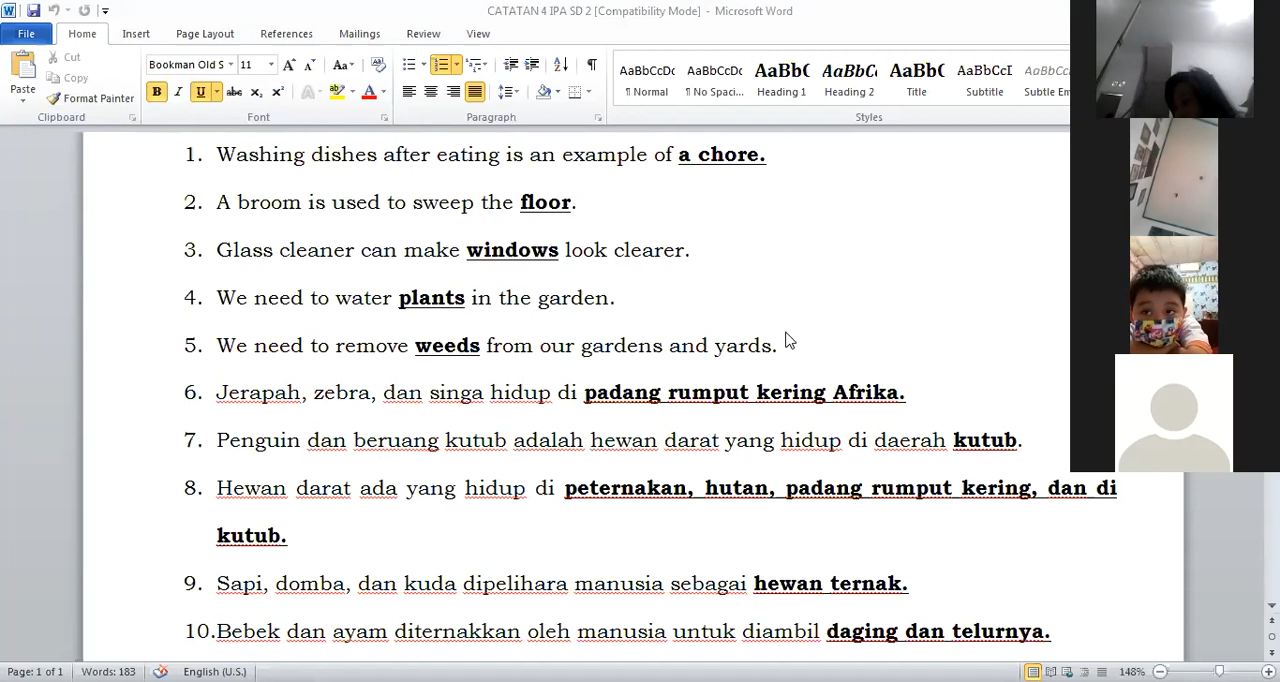 CATATAN 4 IPA SD 2 [Compatibility Mode] - Microsoft Word
File Home Insert Page Layout References Mailings Review View
Cut
Copy
Paste
Format Painter
Clipboard
Bookman Old S 11
Font
Paragraph
AaBbCcDc AaBbCcDc AaBbC AaBbCc AaBbC AaBbCcD AaBbCcD
¶ Normal ¶ No Spaci... Heading 1 Heading 2 Title Subtitle Subtle Em
Styles
1. Washing dishes after eating is an example of a chore.
2. A broom is used to sweep the floor.
3. Glass cleaner can make windows look clearer.
4. We need to water plants in the garden.
5. We need to remove weeds from our gardens and yards.
6. Jerapah, zebra, dan singa hidup di padang rumput kering Afrika.
7. Penguin dan beruang kutub adalah hewan darat yang hidup di daerah kutub.
8. Hewan darat ada yang hidup di peternakan, hutan, padang rumput kering, dan di
kutub.
9. Sapi, domba, dan kuda dipelihara manusia sebagai hewan ternak.
10. Bebek dan ayam diternakkan oleh manusia untuk diambil daging dan telurnya.
Page: 1 of 1 Words: 183 English (U.S.) 148%